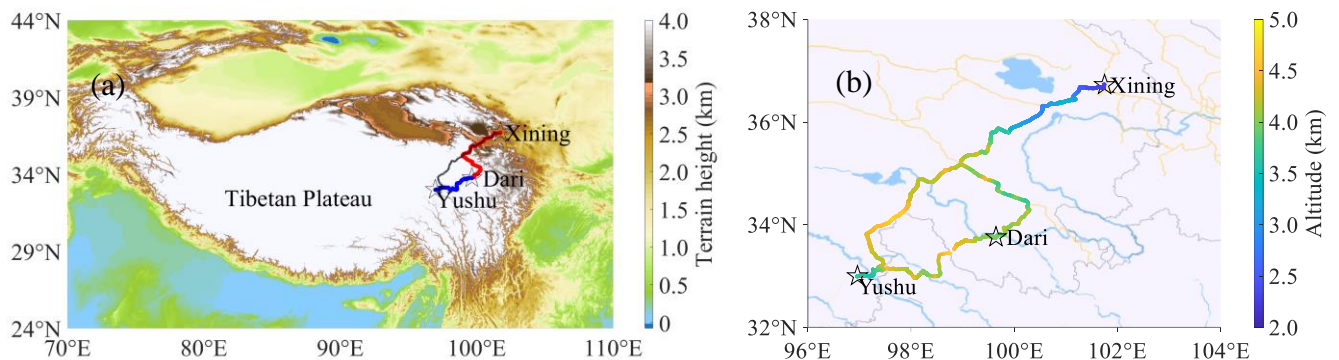 (a)
44°N
39°N
34°N
29°N
24°N
70°E
80°E
90°E
100°E
110°E
Xining
Dari
Yushu
Tibetan Plateau
4.0
3.5
3.0
2.5
2.0
1.5
1.0
0.5
0
Terrain height (km)
(b)
38°N
36°N
34°N
32°N
96°E
98°E
100°E
102°E
104°E
Xining
Dari
Yushu
5.0
4.5
4.0
3.5
3.0
2.5
2.0
Altitude (km)